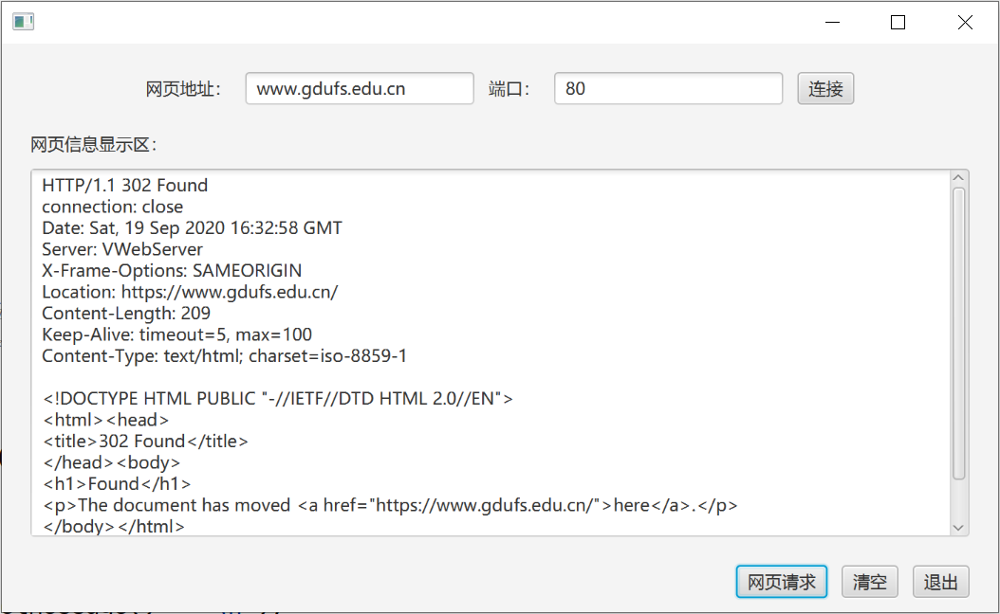 网页地址： www.gdufs.edu.cn 端口： 80 连接
网页信息显示区：
HTTP/1.1 302 Found
connection: close
Date: Sat, 19 Sep 2020 16:32:58 GMT
Server: VWebServer
X-Frame-Options: SAMEORIGIN
Location: https://www.gdufs.edu.cn/
Content-Length: 209
Keep-Alive: timeout=5, max=100
Content-Type: text/html; charset=iso-8859-1
<!DOCTYPE HTML PUBLIC "-//IETF//DTD HTML 2.0//EN">
<html><head>
<title>302 Found</title>
</head><body>
<h1>Found</h1>
<p>The document has moved <a href="https://www.gdufs.edu.cn/">here</a>.</p>
</body></html>
网页请求 清空 退出